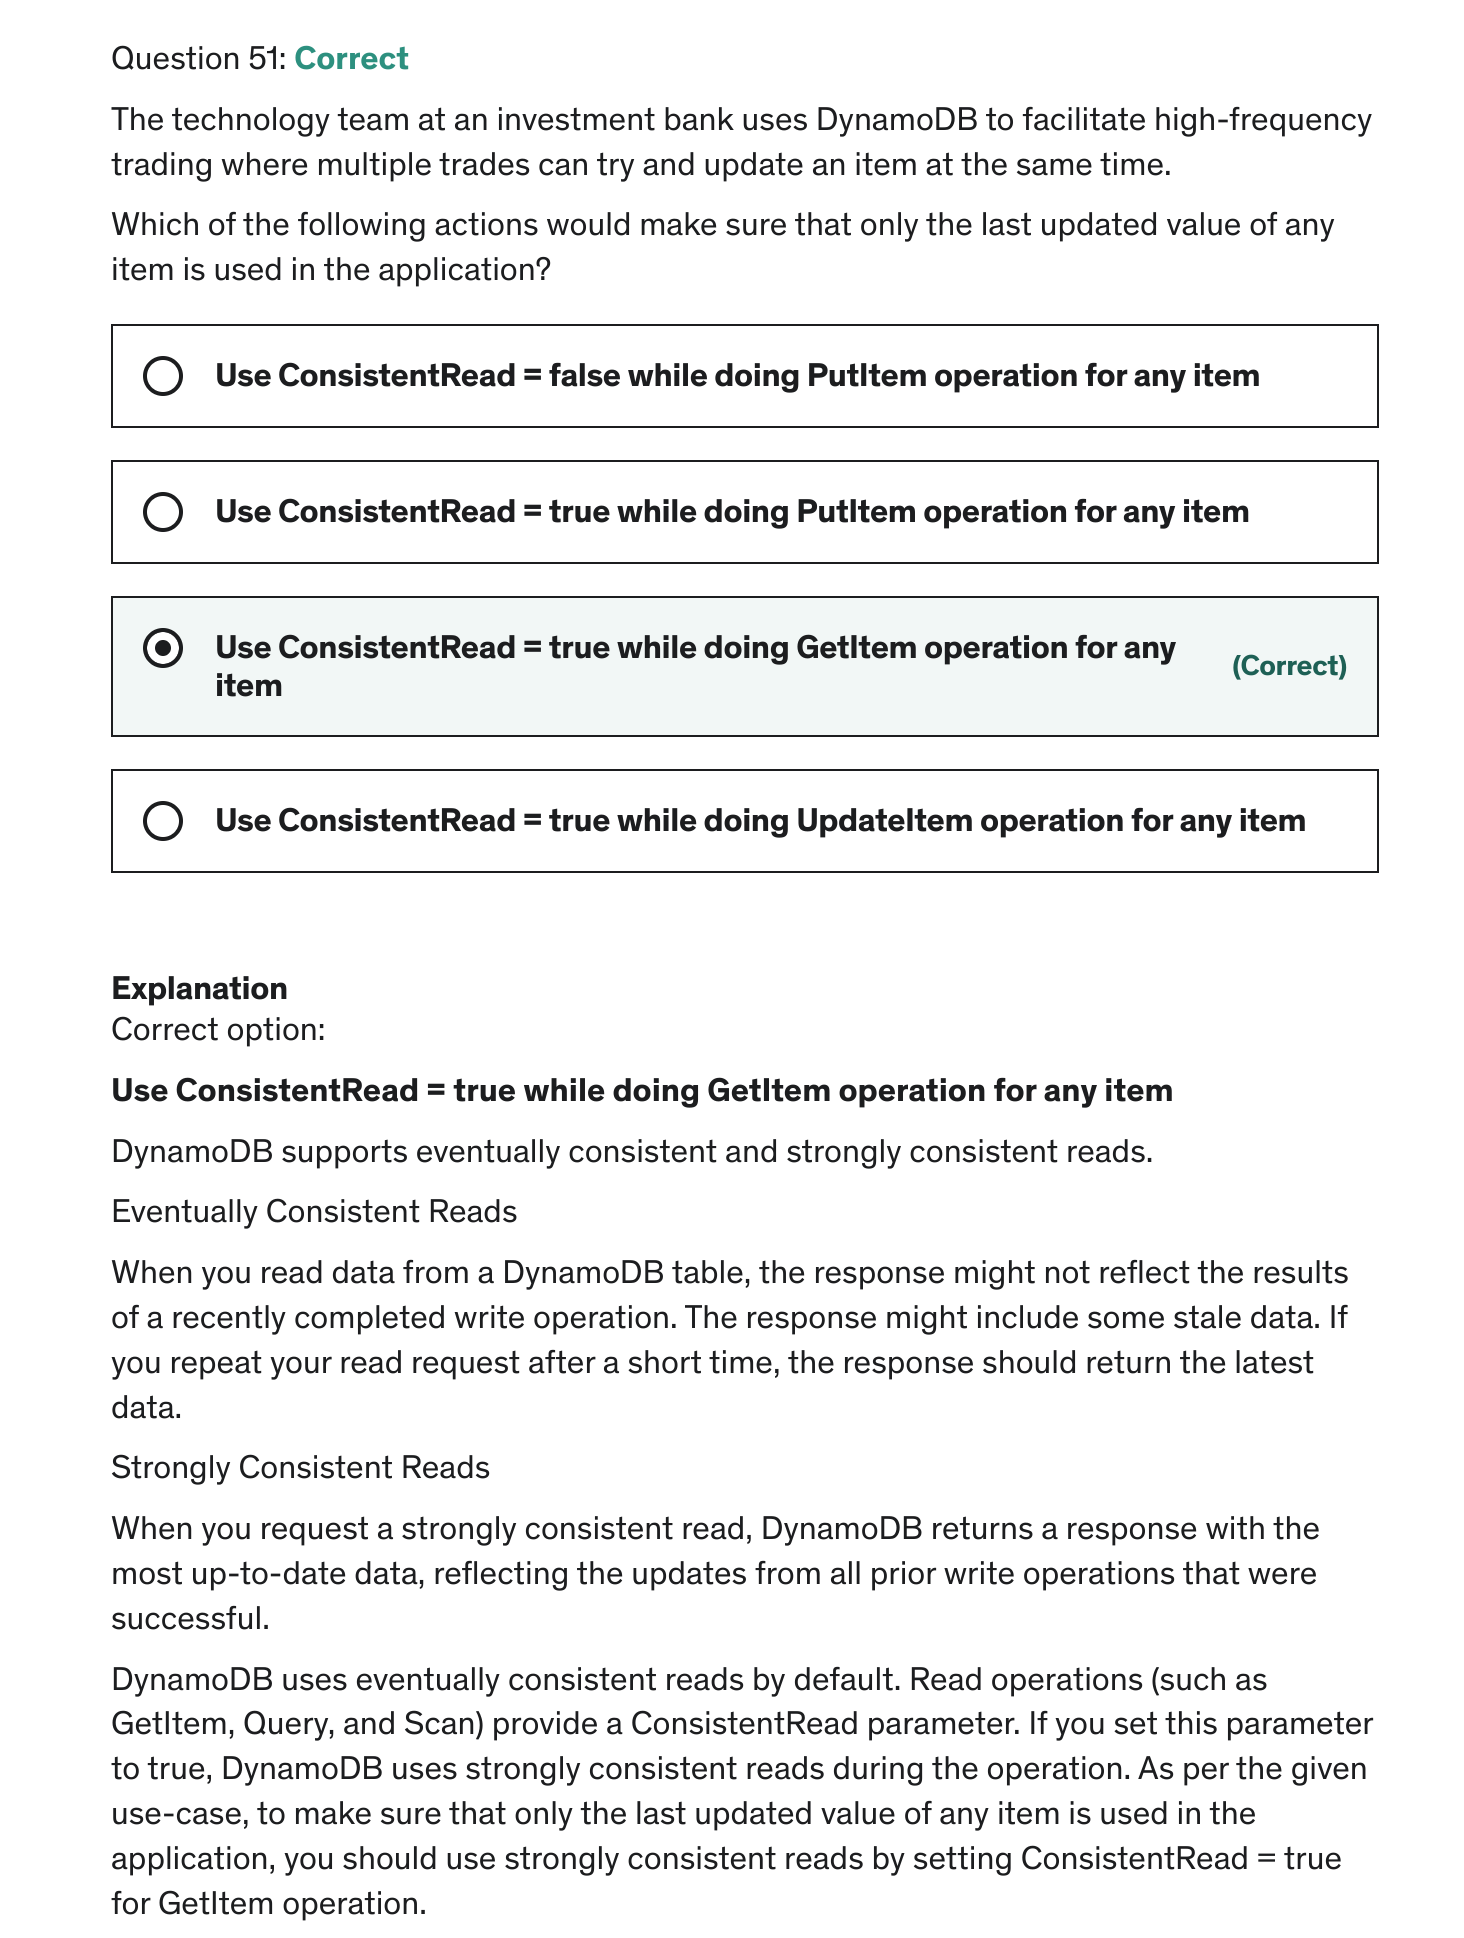 Question 51: Correct
The technology team at an investment bank uses DynamoDB to facilitate high-frequency
trading where multiple trades can try and update an item at the same time.
Which of the following actions would make sure that only the last updated value of any
item is used in the application?
Use ConsistentRead = false while doing PutItem operation for any item
Use ConsistentRead = true while doing PutItem operation for any item
Use ConsistentRead = true while doing GetItem operation for any
item
(Correct)
Use ConsistentRead = true while doing UpdateItem operation for any item
Explanation
Correct option:
Use ConsistentRead = true while doing GetItem operation for any item
DynamoDB supports eventually consistent and strongly consistent reads.
Eventually Consistent Reads
When you read data from a DynamoDB table, the response might not reflect the results
of a recently completed write operation. The response might include some stale data. If
you repeat your read request after a short time, the response should return the latest
data.
Strongly Consistent Reads
When you request a strongly consistent read, DynamoDB returns a response with the
most up-to-date data, reflecting the updates from all prior write operations that were
successful.
DynamoDB uses eventually consistent reads by default. Read operations (such as
GetItem, Query, and Scan) provide a ConsistentRead parameter. If you set this parameter
to true, DynamoDB uses strongly consistent reads during the operation. As per the given
use-case, to make sure that only the last updated value of any item is used in the
application, you should use strongly consistent reads by setting ConsistentRead = true
for GetItem operation.